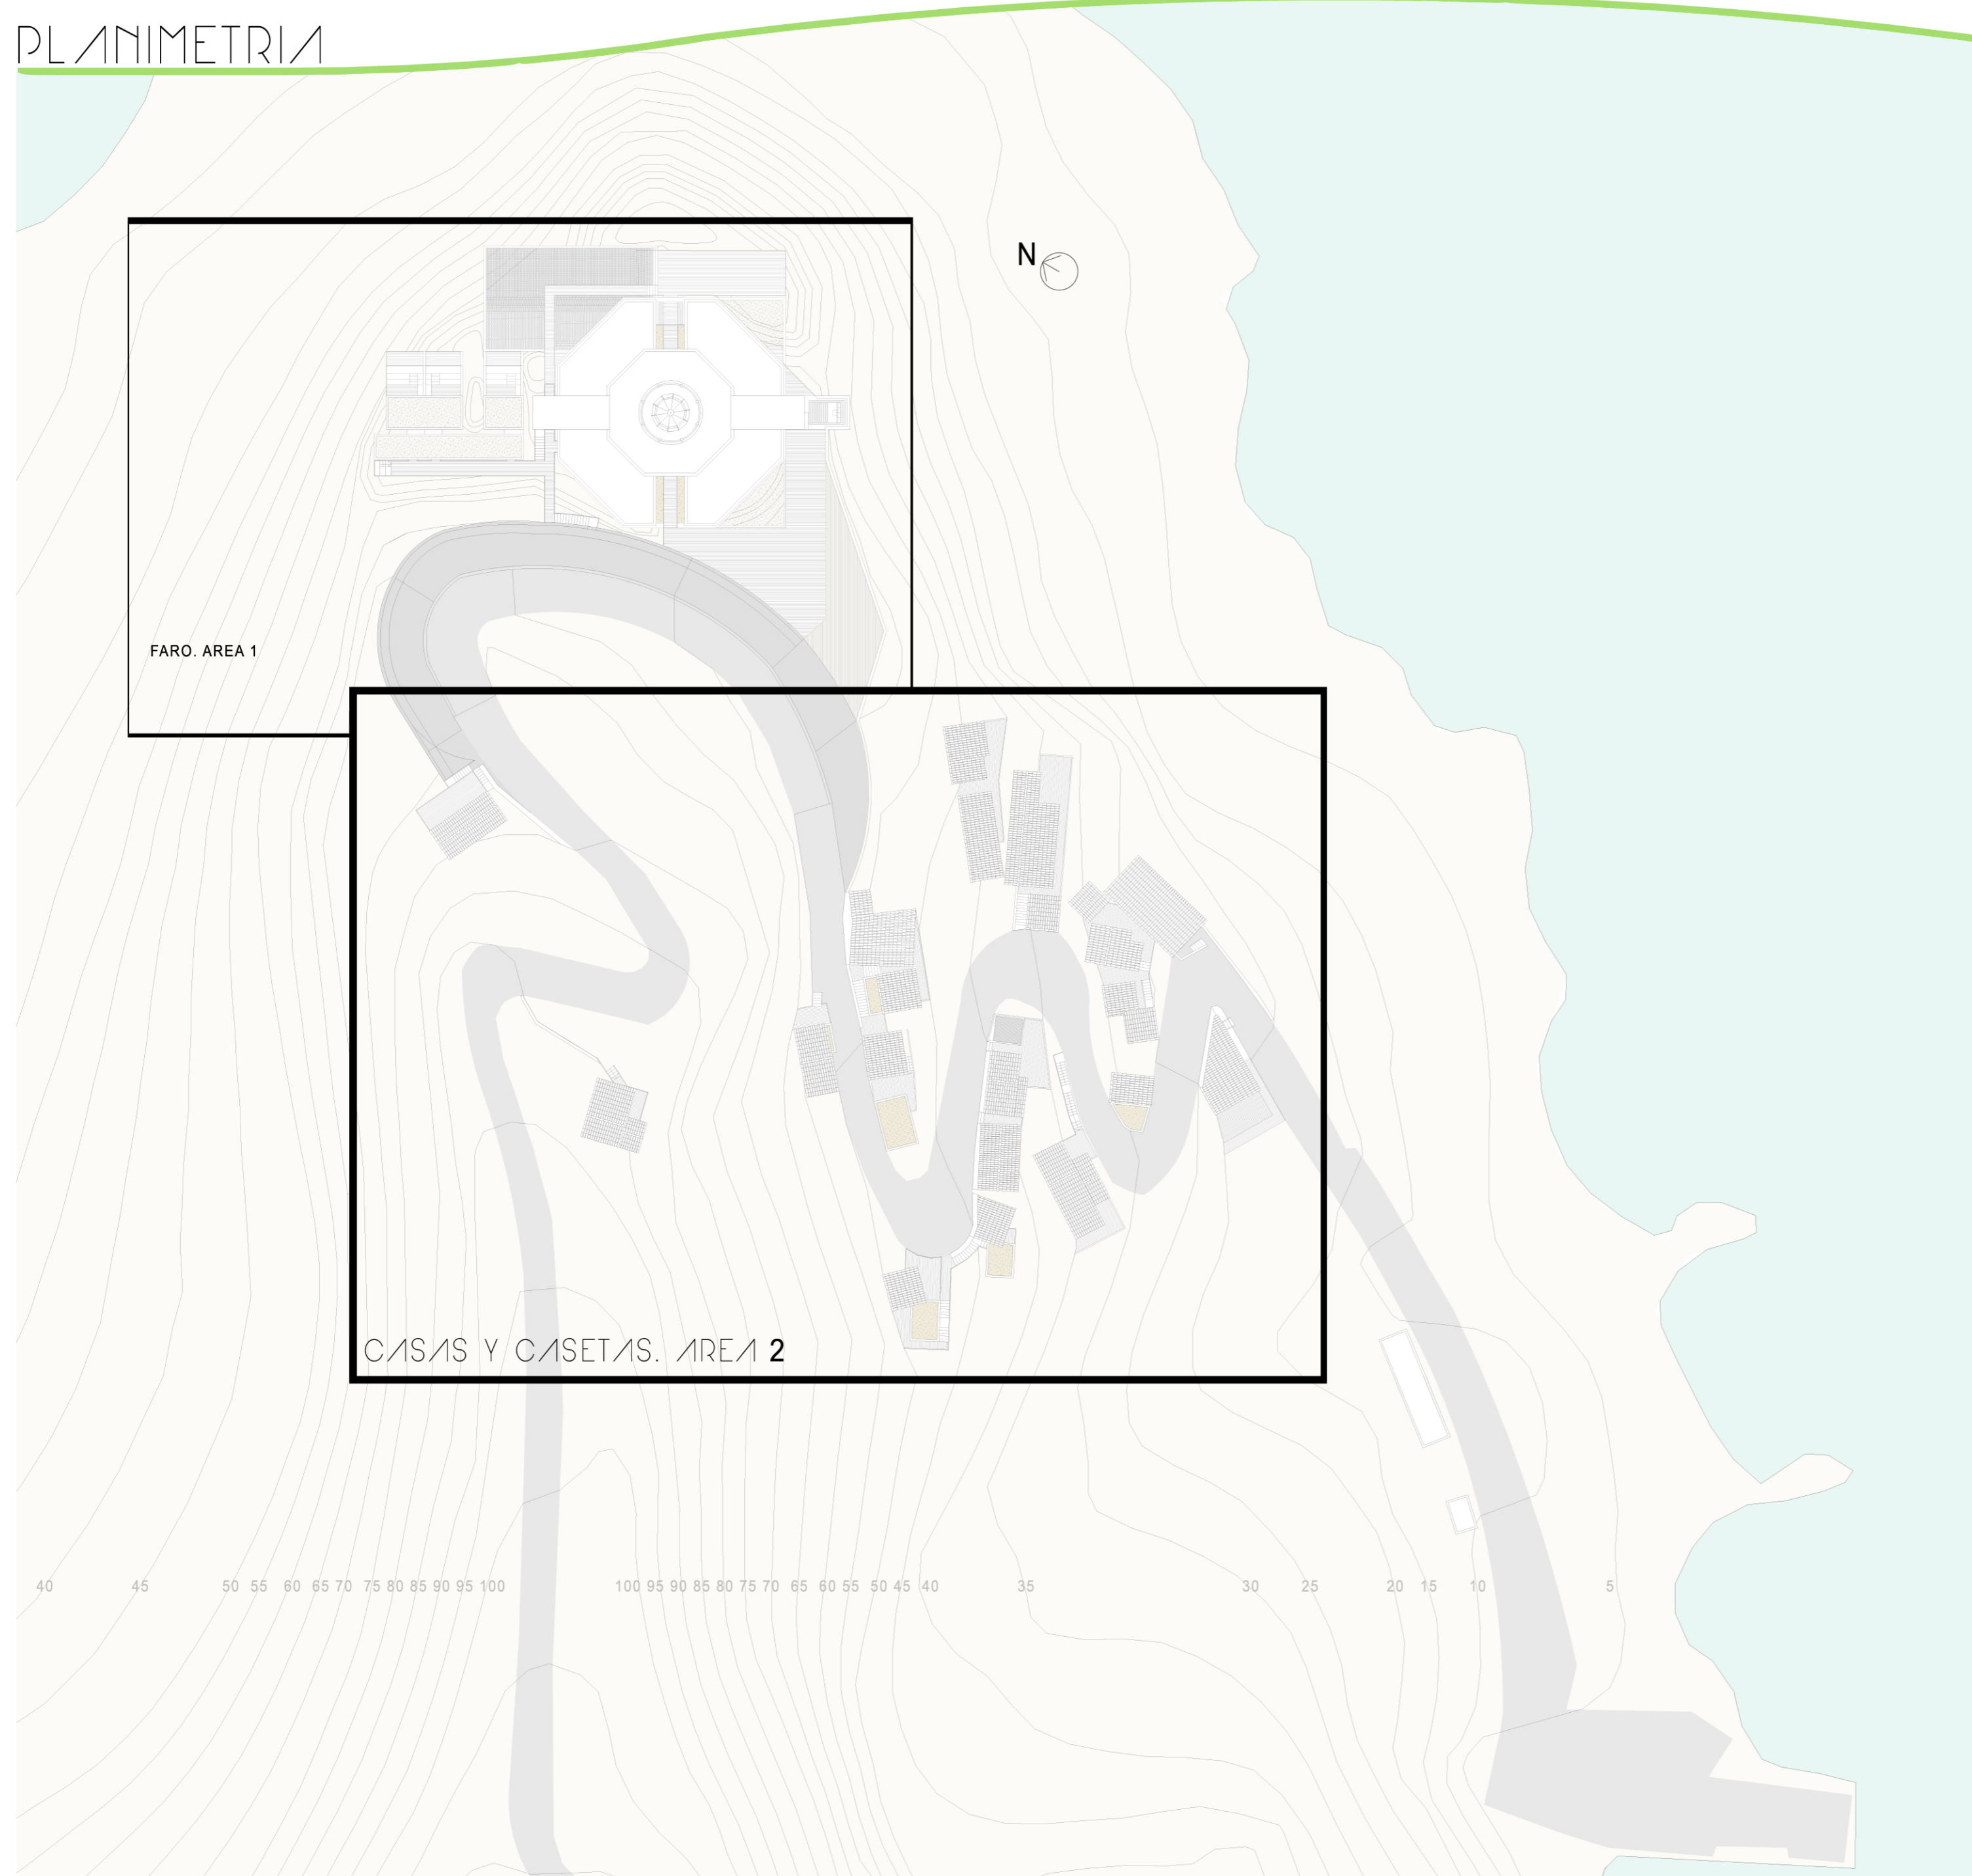 PLANIMETRIA
N
FARO. AREA 1
CASAS Y CASETAS. AREA 2
40 45 50 55 60 65 70 75 80 85 90 95 100 100 95 90 85 80 75 70 65 60 55 50 45 40 35 30 25 20 15 10 5